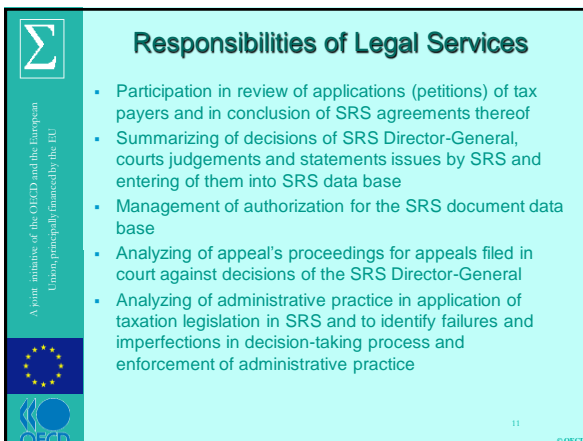 Responsibilities of Legal Services
▪ Participation in review of applications (petitions) of tax
payers and in conclusion of SRS agreements thereof
▪ Summarizing of decisions of SRS Director-General,
courts judgements and statements issues by SRS and
entering of them into SRS data base
▪ Management of authorization for the SRS document data
base
▪ Analyzing of appeal's proceedings for appeals filed in
court against decisions of the SRS Director-General
▪ Analyzing of administrative practice in application of
taxation legislation in SRS and to identify failures and
imperfections in decision-taking process and
enforcement of administrative practice
Σ
A joint initiative of the OECD and the European
Union, principally financed by the EU
OECD
11
© OECD